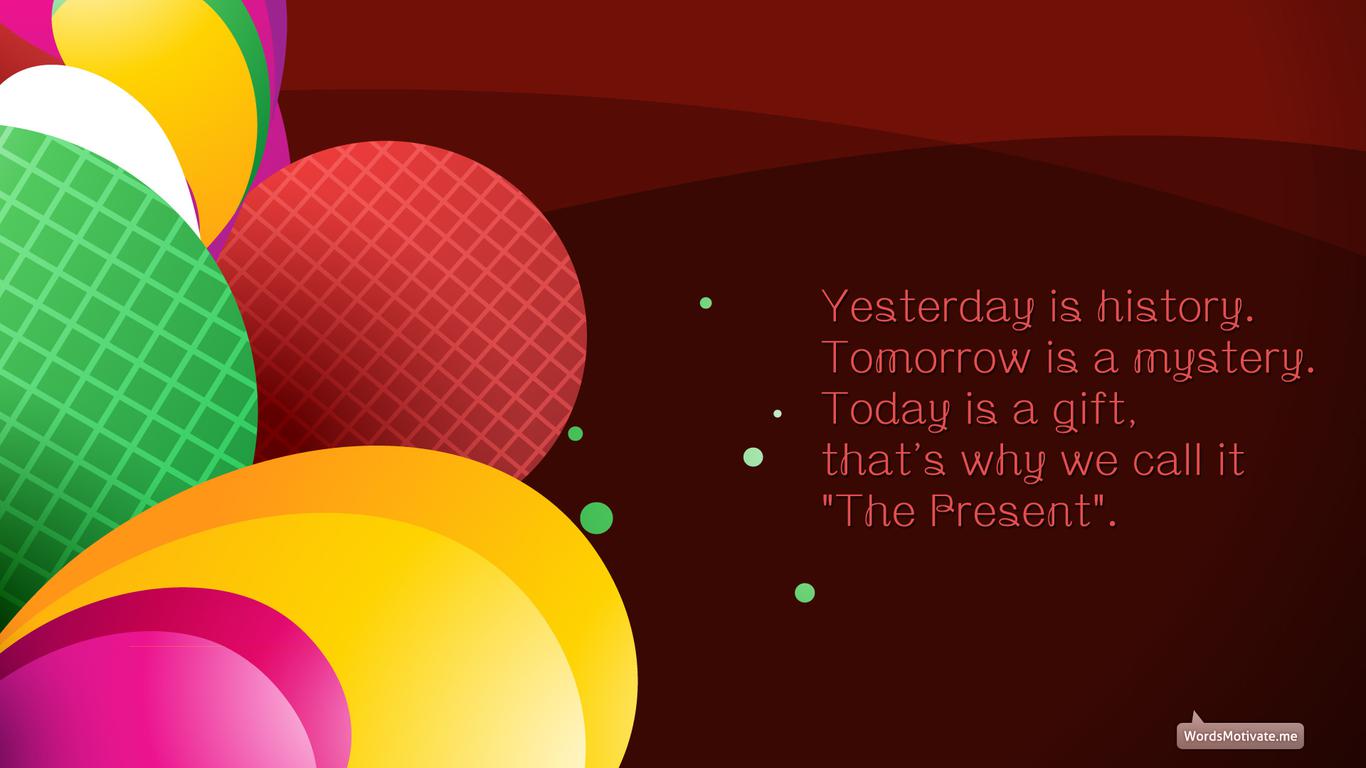 Yesterday is history.
Tomorrow is a mystery.
Today is a gift,
that's why we call it
"The Present".
WordsMotivate.me